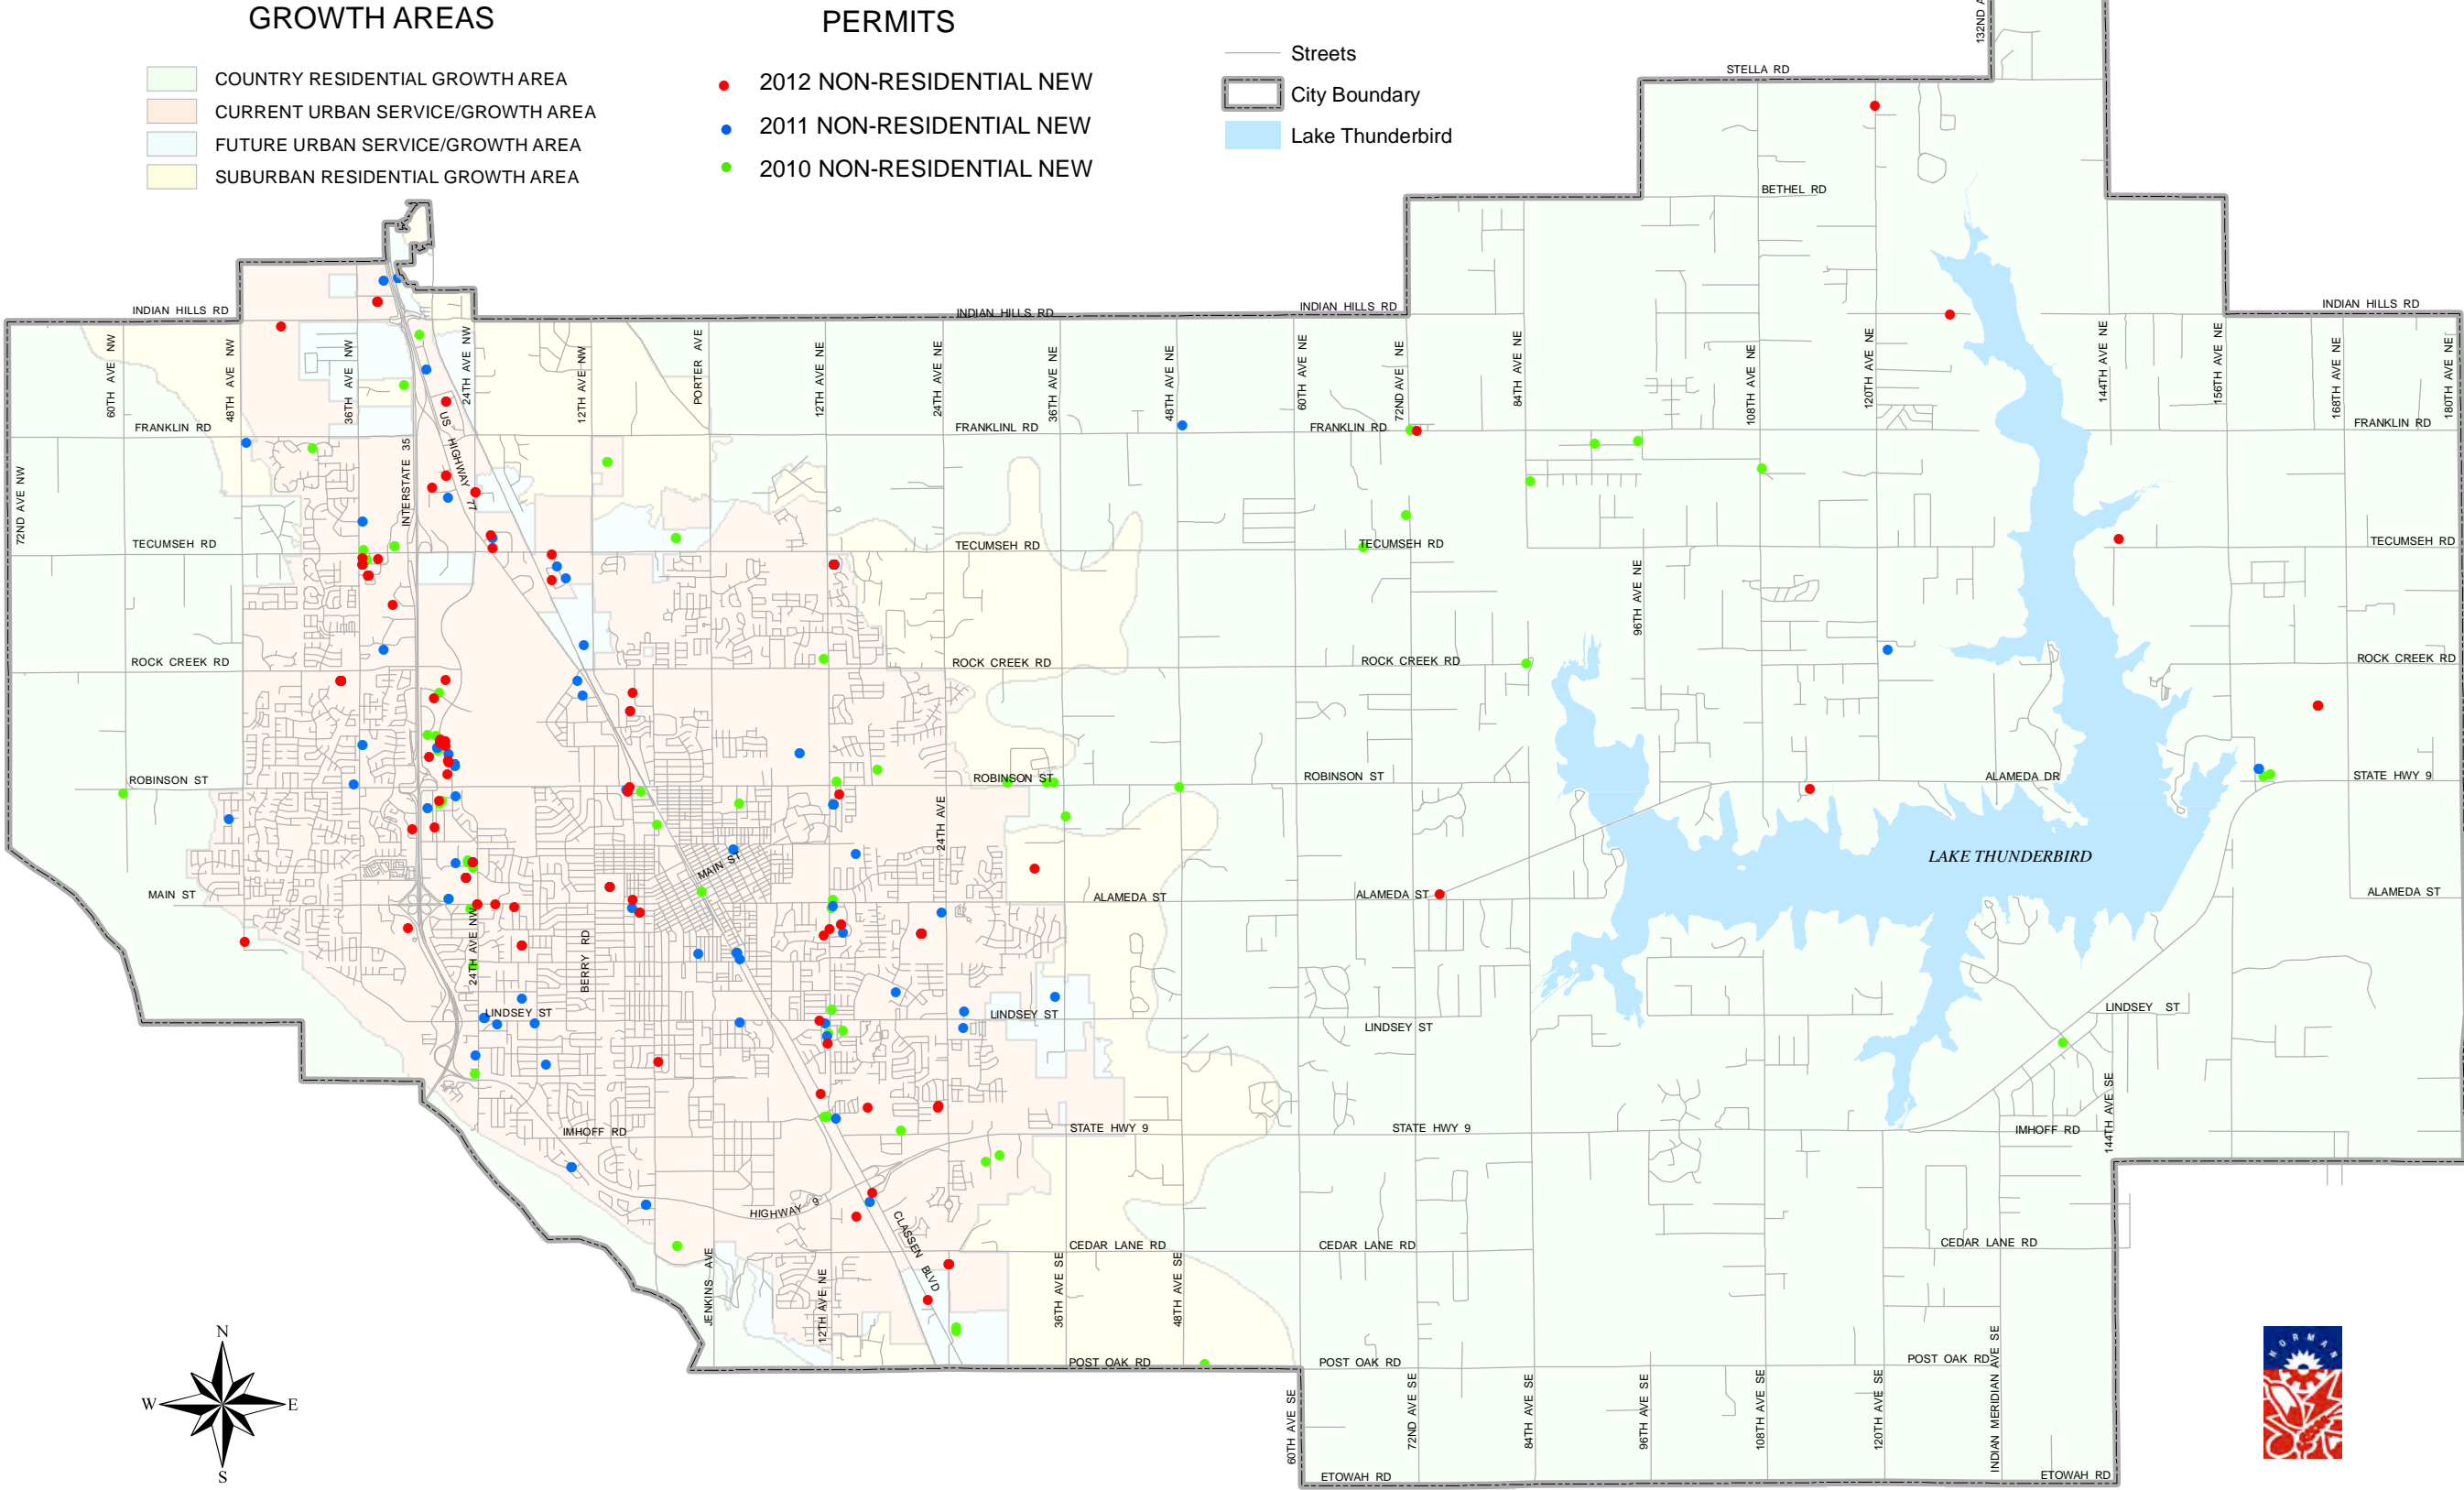 GROWTH AREAS
COUNTRY RESIDENTIAL GROWTH AREA
CURRENT URBAN SERVICE/GROWTH AREA
FUTURE URBAN SERVICE/GROWTH AREA
SUBURBAN RESIDENTIAL GROWTH AREA
PERMITS
2012 NON-RESIDENTIAL NEW
2011 NON-RESIDENTIAL NEW
2010 NON-RESIDENTIAL NEW
Streets
City Boundary
Lake Thunderbird
132ND A
STELLA RD
BETHEL RD
INDIAN HILLS RD
INDIAN HILLS RD
INDIAN HILLS RD
INDIAN HILLS RD
60TH AVE NW
48TH AVE NW
36TH AVE NW
24TH AVE NW
12TH AVE NW
PORTER AVE
12TH AVE NE
24TH AVE NE
36TH AVE NE
48TH AVE NE
60TH AVE NE
72ND AVE NE
84TH AVE NE
108TH AVE NE
120TH AVE NE
144TH AVE NE
156TH AVE NE
168TH AVE NE
180TH AVE NE
FRANKLIN RD
FRANKLINL RD
FRANKLIN RD
FRANKLIN RD
72ND AVE NW
INTERSTATE 35
US HIGHWAY 77
TECUMSEH RD
TECUMSEH RD
TECUMSEH RD
TECUMSEH RD
96TH AVE NE
ROCK CREEK RD
ROCK CREEK RD
ROCK CREEK RD
ROCK CREEK RD
ROBINSON ST
ROBINSON ST
ROBINSON ST
ALAMEDA DR
STATE HWY 9
24TH AVE
MAIN ST
LAKE THUNDERBIRD
MAIN ST
ALAMEDA ST
ALAMEDA ST
ALAMEDA ST
24TH AVE NW
BERRY RD
LINDSEY ST
LINDSEY ST
LINDSEY ST
LINDSEY ST
IMHOFF RD
STATE HWY 9
STATE HWY 9
IMHOFF RD
144TH AVE SE
HIGHWAY 9
CLASSEN BLVD
CEDAR LANE RD
CEDAR LANE RD
CEDAR LANE RD
JENKINS AVE
12TH AVE NE
36TH AVE SE
48TH AVE SE
POST OAK RD
POST OAK RD
POST OAK RD
60TH AVE SE
72ND AVE SE
84TH AVE SE
96TH AVE SE
108TH AVE SE
120TH AVE SE
INDIAN MERIDIAN AVE SE
ETOWAH RD
ETOWAH RD
N
W
E
S
NORMAN